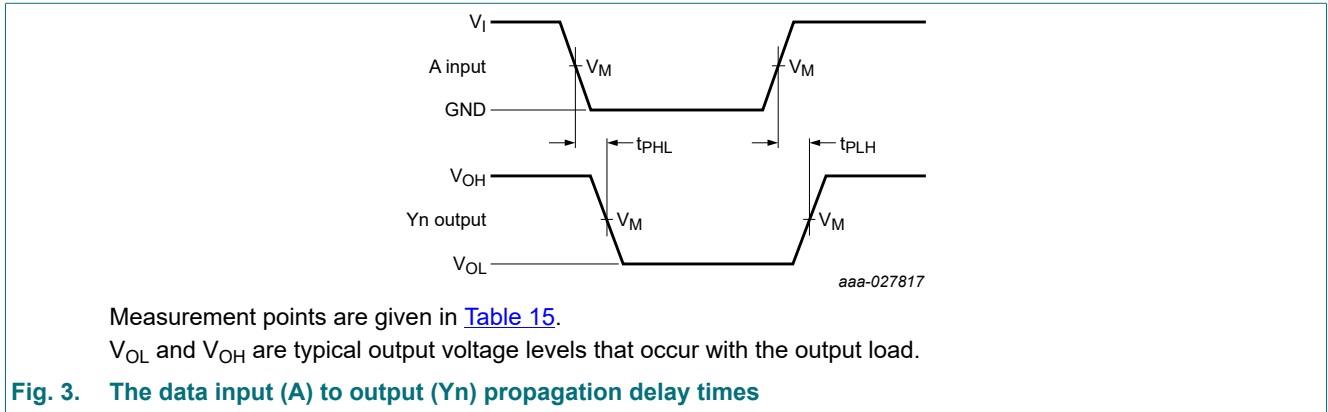 VI
A input
VM
VM
GND
tPHL
tPLH
VOH
Yn output
VM
VM
VOL
aaa-027817
Measurement points are given in Table 15.
VOL and VOH are typical output voltage levels that occur with the output load.
Fig. 3. The data input (A) to output (Yn) propagation delay times